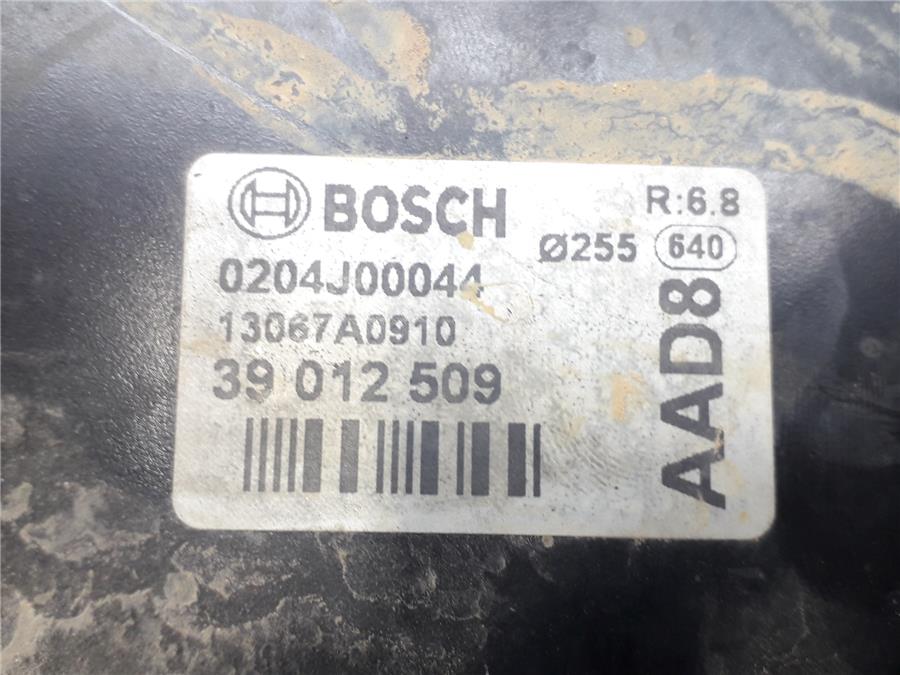 BOSCH
R:6.8
Ø255 640
0204J00044
13067A0910
39 012 509
AAD8